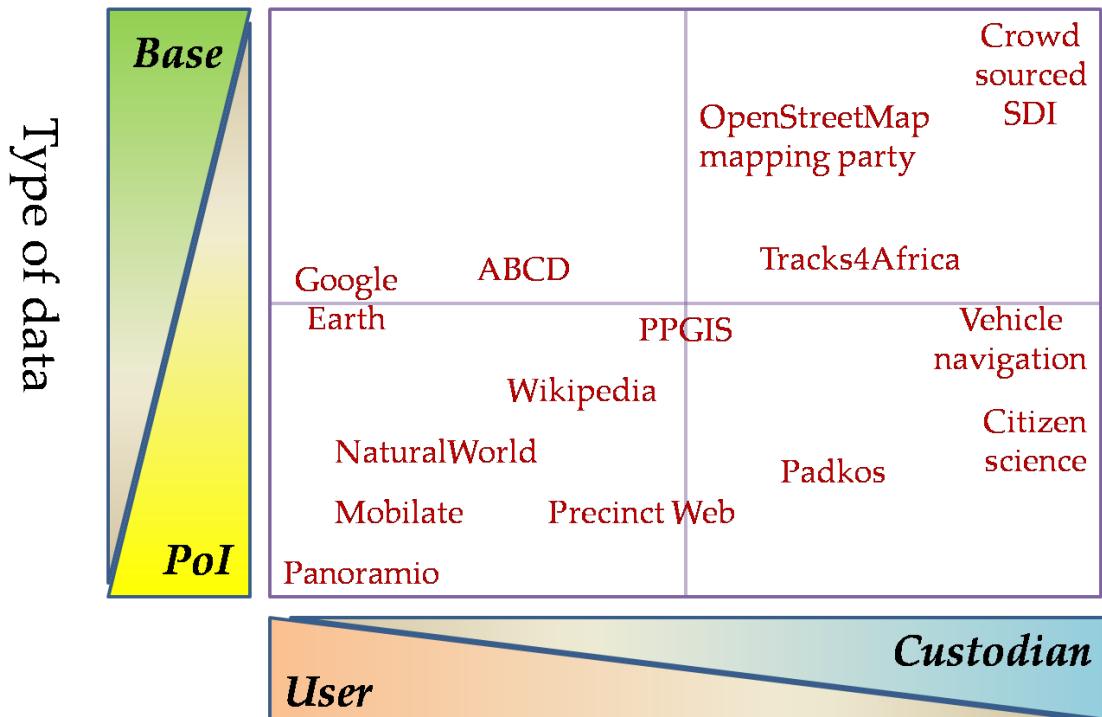 Base
Type of data
PoI
Crowd
sourced
SDI
OpenStreetMap
mapping party
Tracks4Africa
ABCD
Google
Earth
PPGIS
Vehicle
navigation
Wikipedia
Citizen
science
NaturalWorld
Padkos
Mobilate
Precinct Web
Panoramio
User
Custodian